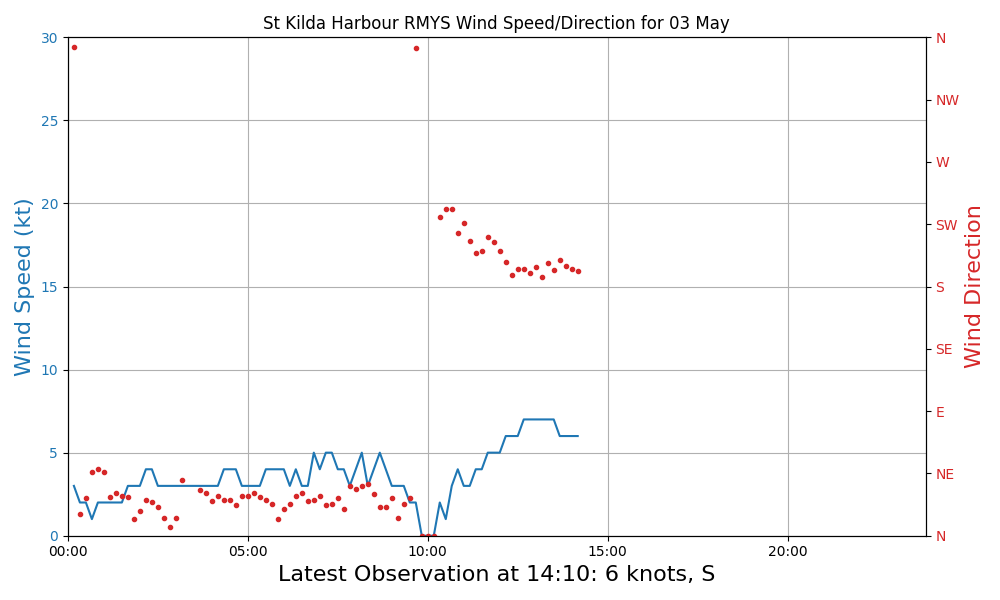 St Kilda Harbour RMYS Wind Speed/Direction for 03 May
30
25
20
15
10
5
0
Wind Speed (kt)
N
NW
W
SW
S
SE
E
NE
N
Wind Direction
00:00
05:00
10:00
15:00
20:00
Latest Observation at 14:10: 6 knots, S